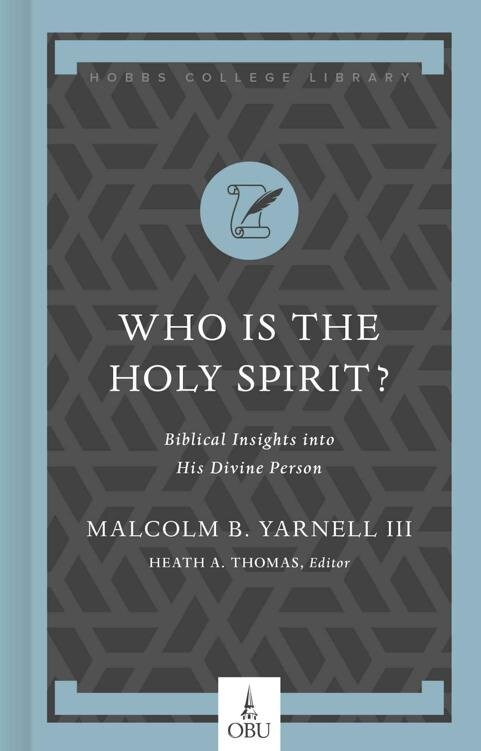 HOBBS COLLEGE LIBRARY
WHO IS THE
HOLY SPIRIT?
Biblical Insights into
His Divine Person
MALCOLM B. YARNELL III
HEATH A. THOMAS, Editor
OBU